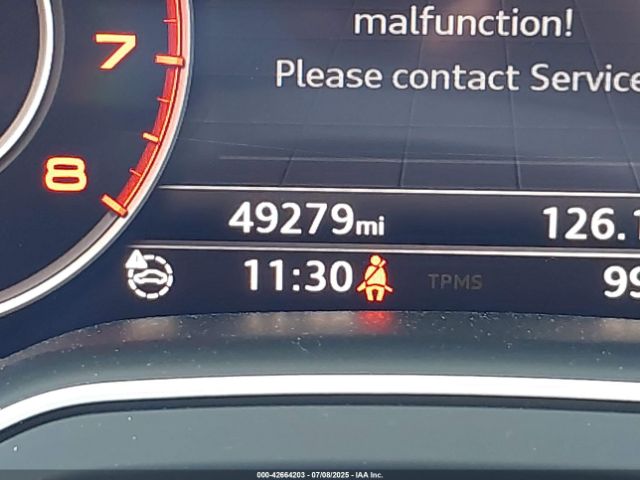 malfunction!
Please contact Service
7
8
49279mi
126.1
11:30
TPMS
99
000-42664203 - 07/08/2025 - IAA Inc.